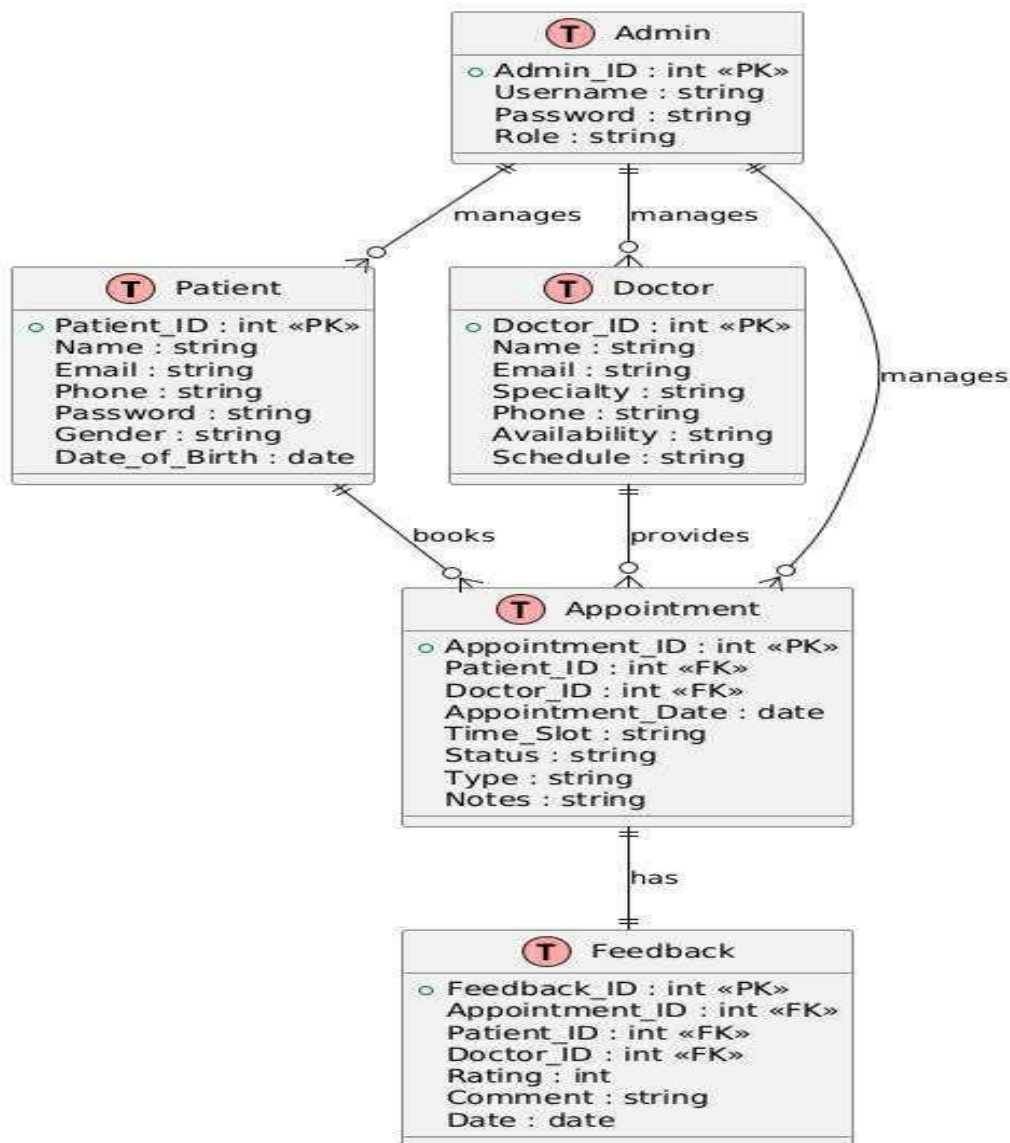 T Admin
Admin_ID : int «PK»
Username : string
Password : string
Role : string
manages
manages
manages
T Patient
Patient_ID : int «PK»
Name : string
Email : string
Phone : string
Password : string
Gender : string
Date_of_Birth : date
T Doctor
Doctor_ID : int «PK»
Name : string
Email : string
Specialty : string
Phone : string
Availability : string
Schedule : string
books
provides
T Appointment
Appointment_ID : int «PK»
Patient_ID : int «FK»
Doctor_ID : int «FK»
Appointment_Date : date
Time_Slot : string
Status : string
Type : string
Notes : string
has
T Feedback
Feedback_ID : int «PK»
Appointment_ID : int «FK»
Patient_ID : int «FK»
Doctor_ID : int «FK»
Rating : int
Comment : string
Date : date